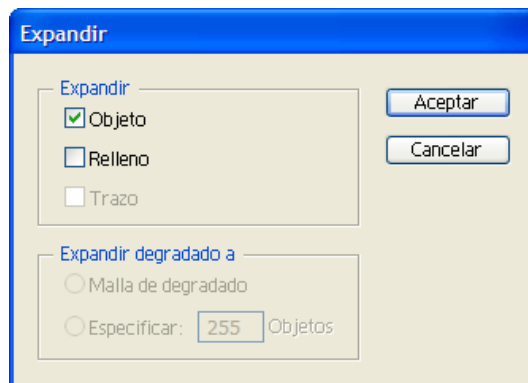 Expandir
Expandir
Objeto
Relleno
Trazo
Aceptar
Cancelar
Expandir degradado a
Malla de degradado
Especificar: 255 Objetos